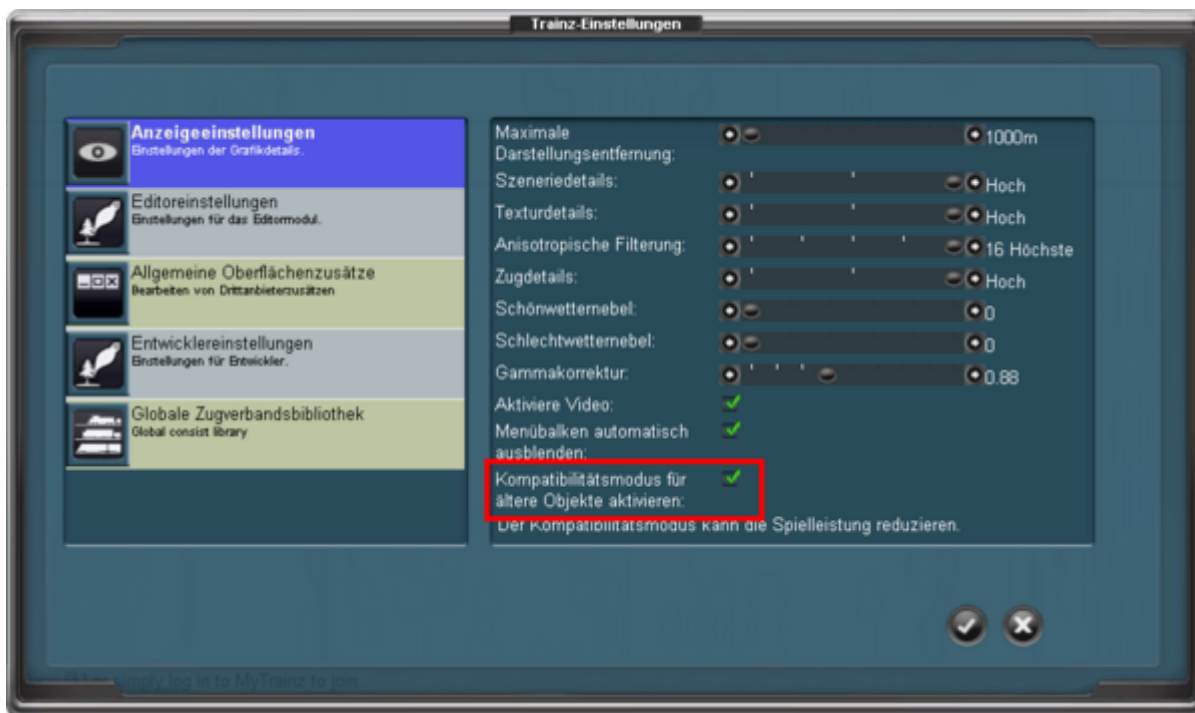 Trainz-Einstellungen
Anzeigeeinstellungen
Einstellungen der Grafikdetails.
Editoreinstellungen
Einstellungen für das Editormodul.
Allgemeine Oberflächenzusätze
Bearbeiten von Drittanbieterzusätzen
Entwicklereinstellungen
Einstellungen für Entwickler.
Globale Zugverbandsbibliothek
Global consist library
Maximale
Darstellungsentfernung:
1000m
Szeneriedetails:
Hoch
Texturdetails:
Hoch
Anisotropische Filterung:
16 Höchste
Zugdetails:
Hoch
Schönwetternebel:
0
Schlechtwetternebel:
0
Gammakorrektur:
0.88
Aktiviere Video:
Menübalken automatisch
ausblenden:
Kompatibilitätsmodus für
ältere Objekte aktivieren:
Der Kompatibilitätsmodus kann die Spielleistung reduzieren.
simply log in to MyTrainz to join.